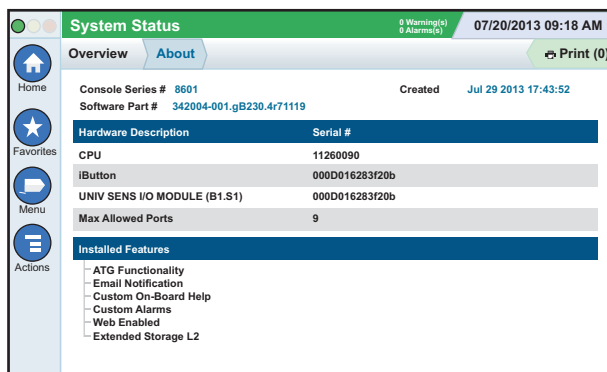 System Status
0 Warning(s)
0 Alarms(s)
07/20/2013 09:18 AM
Overview About
Print (0)
Home
Favorites
Menu
Actions
Console Series # 8601 Created Jul 29 2013 17:43:52
Software Part # 342004-001.gB230.4r71119
Hardware Description Serial #
CPU 11260090
iButton 000D016283f20b
UNIV SENS I/O MODULE (B1.S1) 000D016283f20b
Max Allowed Ports 9
Installed Features
ATG Functionality
Email Notification
Custom On-Board Help
Custom Alarms
Web Enabled
Extended Storage L2